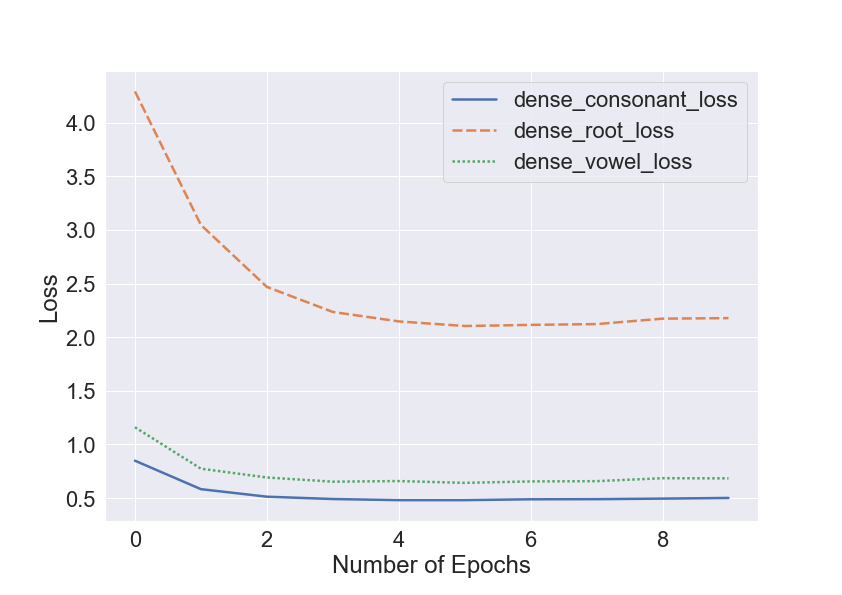 dense_consonant_loss
dense_root_loss
dense_vowel_loss
4.0
3.5
3.0
2.5
2.0
1.5
1.0
0.5
Loss
0 2 4 6 8
Number of Epochs